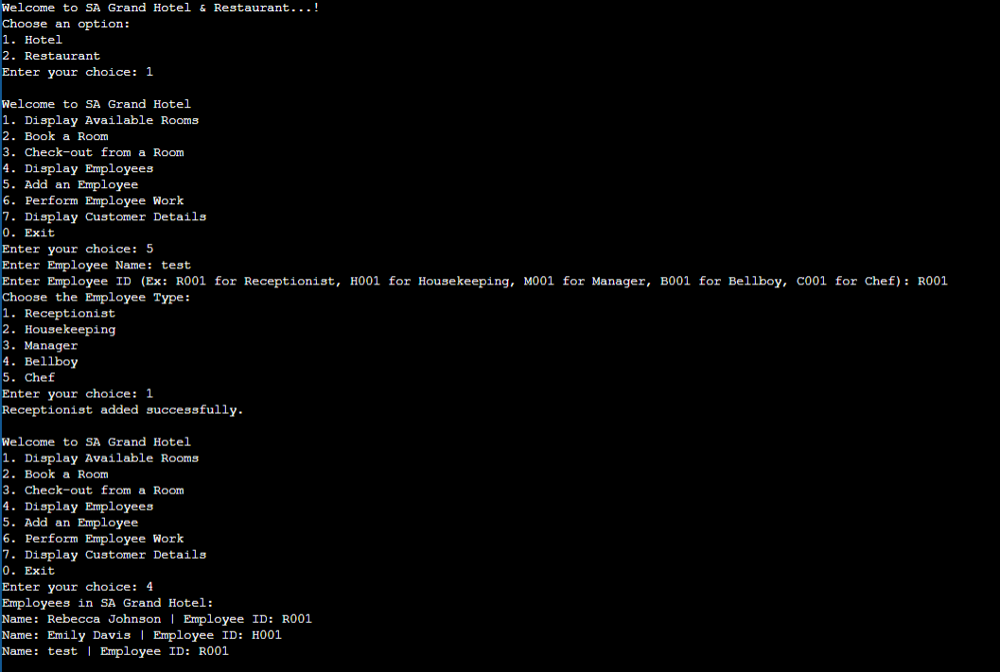 Welcome to SA Grand Hotel & Restaurant...!
Choose an option:
1. Hotel
2. Restaurant
Enter your choice: 1
Welcome to SA Grand Hotel
1. Display Available Rooms
2. Book a Room
3. Check-out from a Room
4. Display Employees
5. Add an Employee
6. Perform Employee Work
7. Display Customer Details
0. Exit
Enter your choice: 5
Enter Employee Name: test
Enter Employee ID (Ex: R001 for Receptionist, H001 for Housekeeping, M001 for Manager, B001 for Bellboy, C001 for Chef): R001
Choose the Employee Type:
1. Receptionist
2. Housekeeping
3. Manager
4. Bellboy
5. Chef
Enter your choice: 1
Receptionist added successfully.
Welcome to SA Grand Hotel
1. Display Available Rooms
2. Book a Room
3. Check-out from a Room
4. Display Employees
5. Add an Employee
6. Perform Employee Work
7. Display Customer Details
0. Exit
Enter your choice: 4
Employees in SA Grand Hotel:
Name: Rebecca Johnson | Employee ID: R001
Name: Emily Davis | Employee ID: H001
Name: test | Employee ID: R001